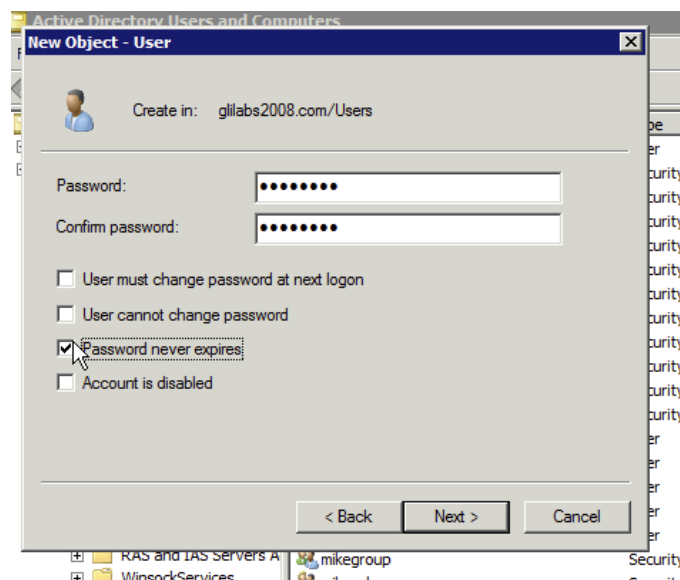 Active Directory Users and Computers
New Object - User
Create in: glilabs2008.com/Users
Password:
Confirm password:
User must change password at next logon
User cannot change password
Password never expires
Account is disabled
< Back Next > Cancel
RAS and IAS Servers A
mikegroup Security
WinsockServices